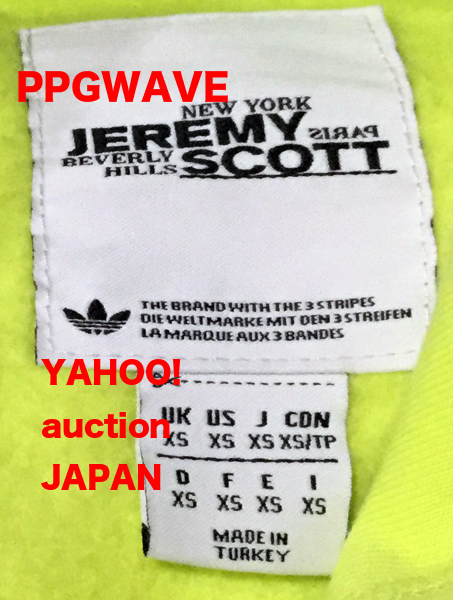 PPGWAVE
NEW YORK
JEREMY PARIS
BEVERLY HILLS SCOTT
THE BRAND WITH THE 3 STRIPES
DIE WELTMARKE MIT DEN 3 STREIFEN
LA MARQUE AUX 3 BANDES
YAHOO!
auction
JAPAN
UK US J CDN
XS XS XS XS/TP
D F E I
XS XS XS XS
MADE IN
TURKEY